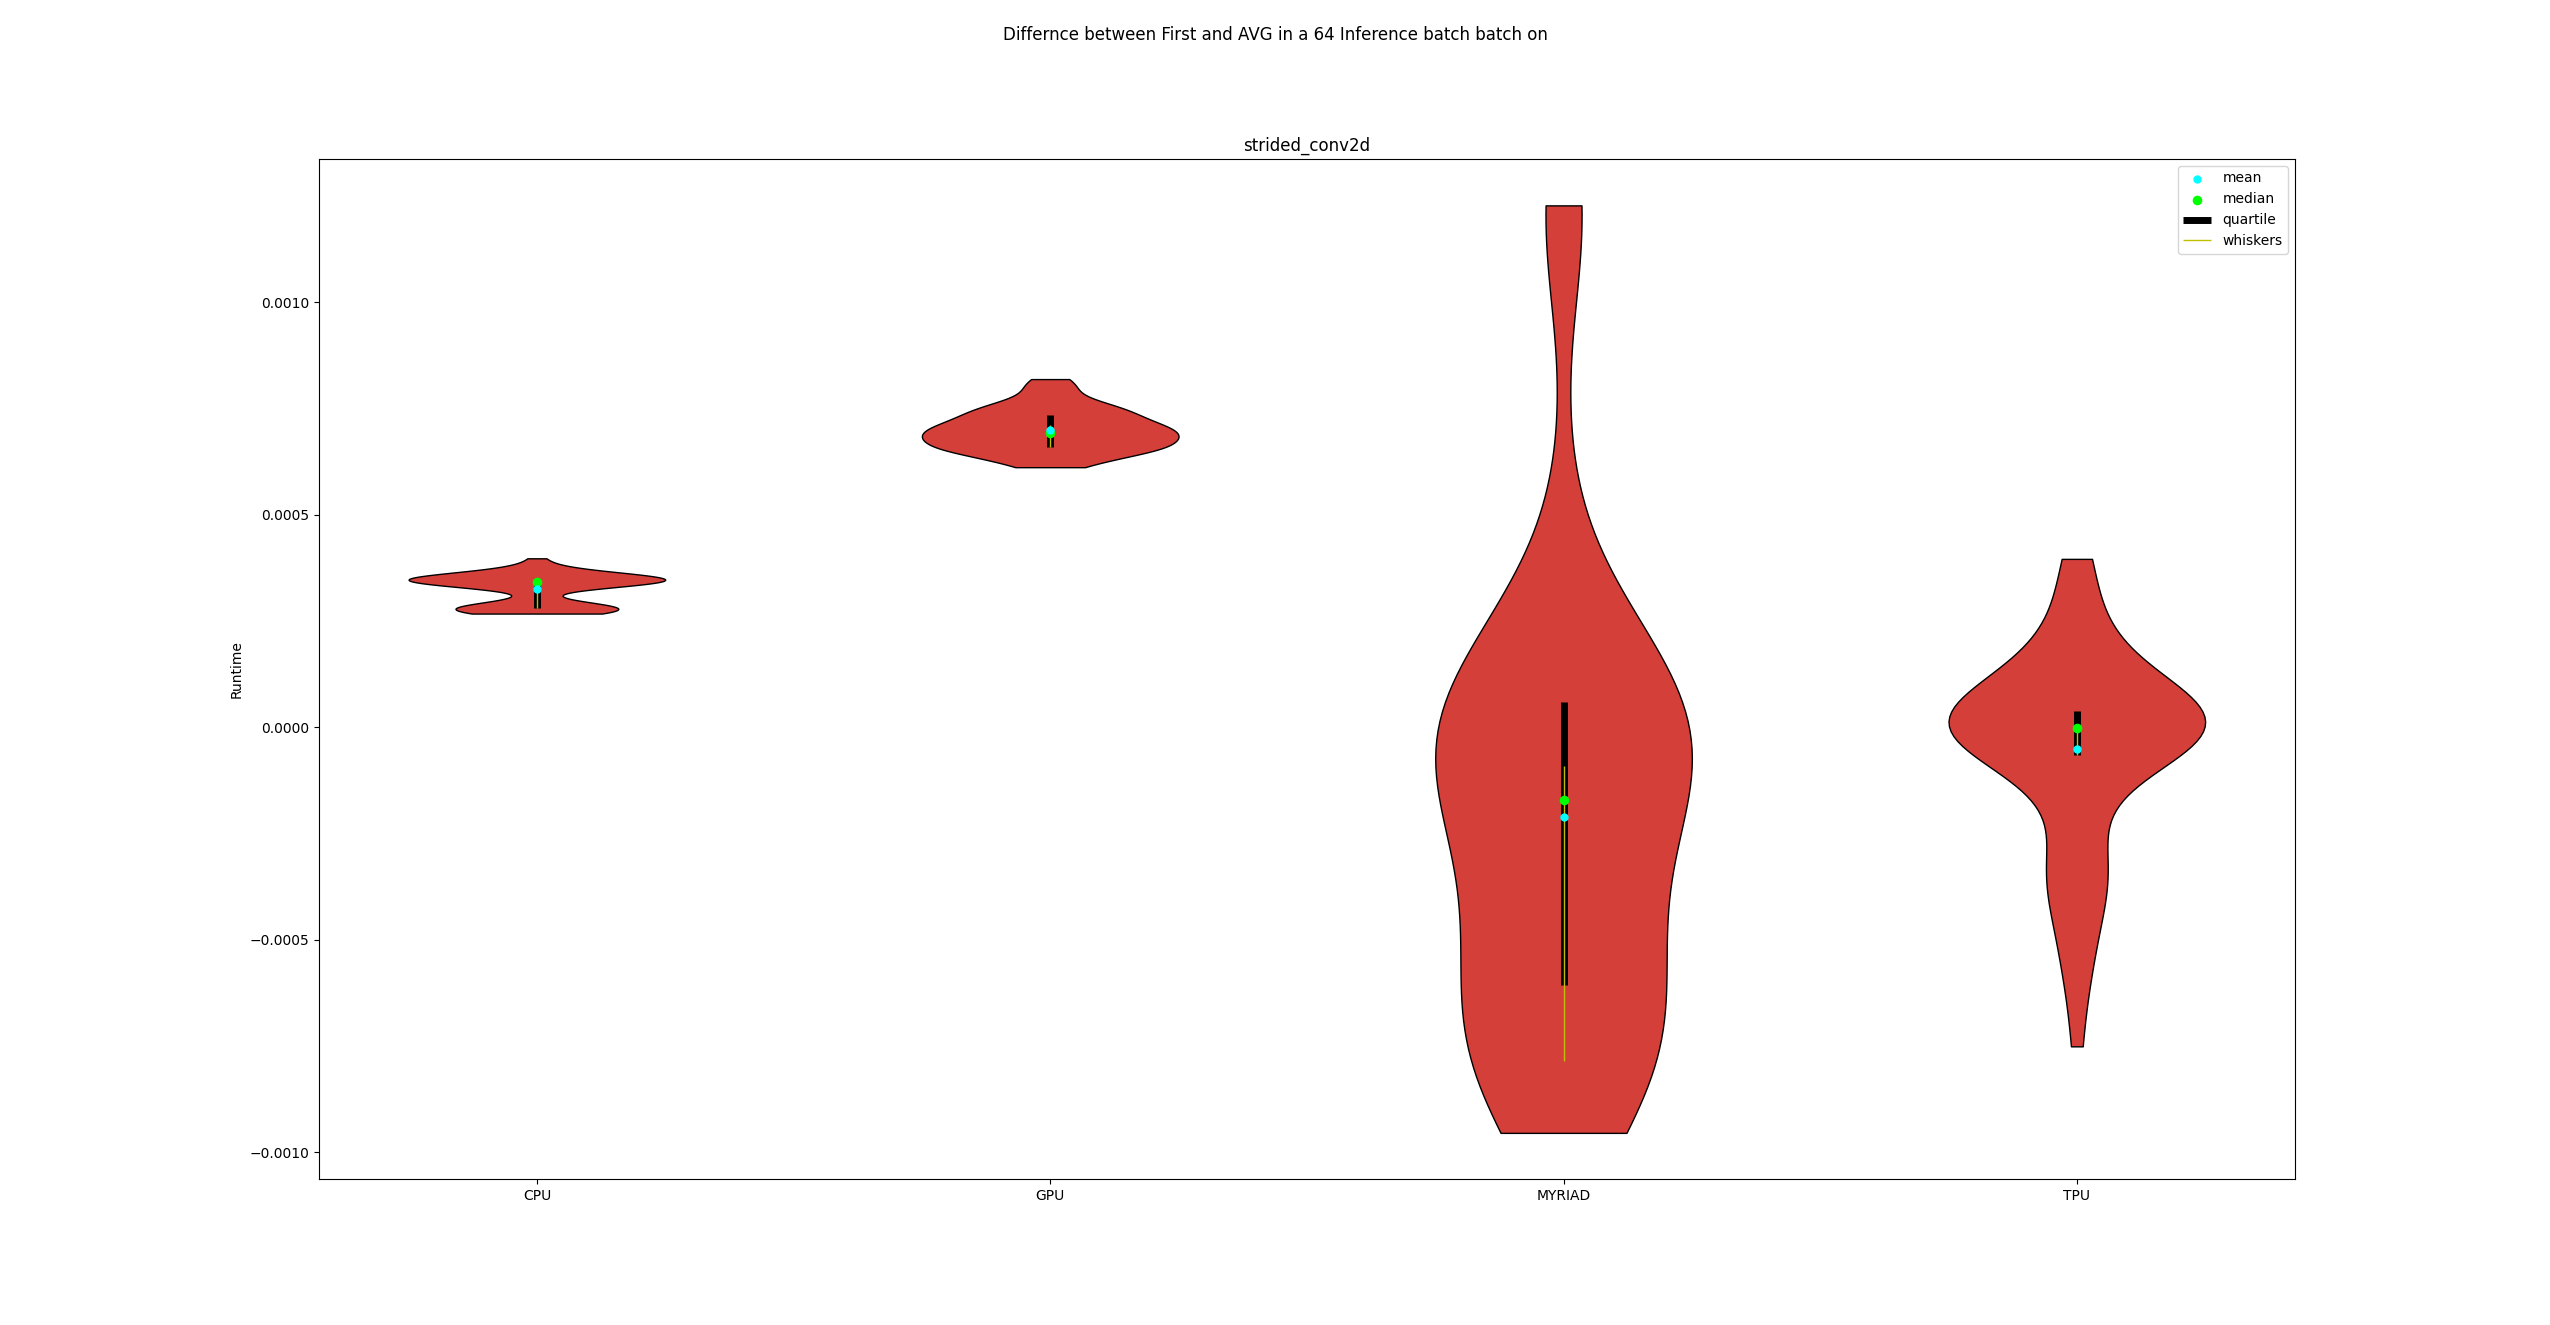 Differnce between First and AVG in a 64 Inference batch batch on
strided_conv2d
mean
median
quartile
whiskers
0.0010
0.0005
0.0000
−0.0005
−0.0010
Runtime
CPU GPU MYRIAD TPU